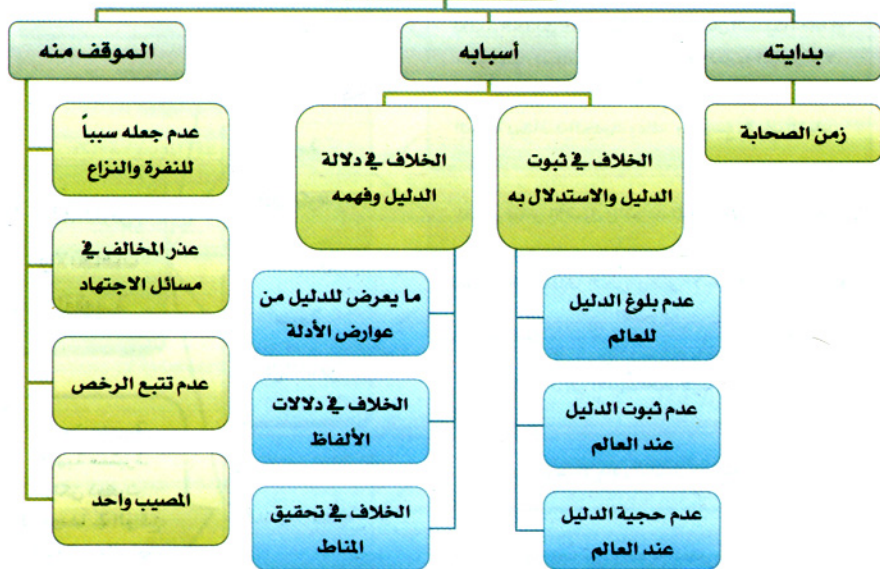 بدايته
زمن الصحابة
أسبابه
الخلاف في ثبوت
الدليل والاستدلال به
عدم بلوغ الدليل
للعالم
عدم ثبوت الدليل
عند العالم
عدم حجية الدليل
عند العالم
الخلاف في دلالة
الدليل وفهمه
ما يعرض للدليل من
عوارض الأدلة
الخلاف في دلالات
الألفاظ
الخلاف في تحقيق
المناط
الموقف منه
عدم جعله سبباً
للنفرة والنزاع
عذر المخالف في
مسائل الاجتهاد
عدم تتبع الرخص
المصيب واحد